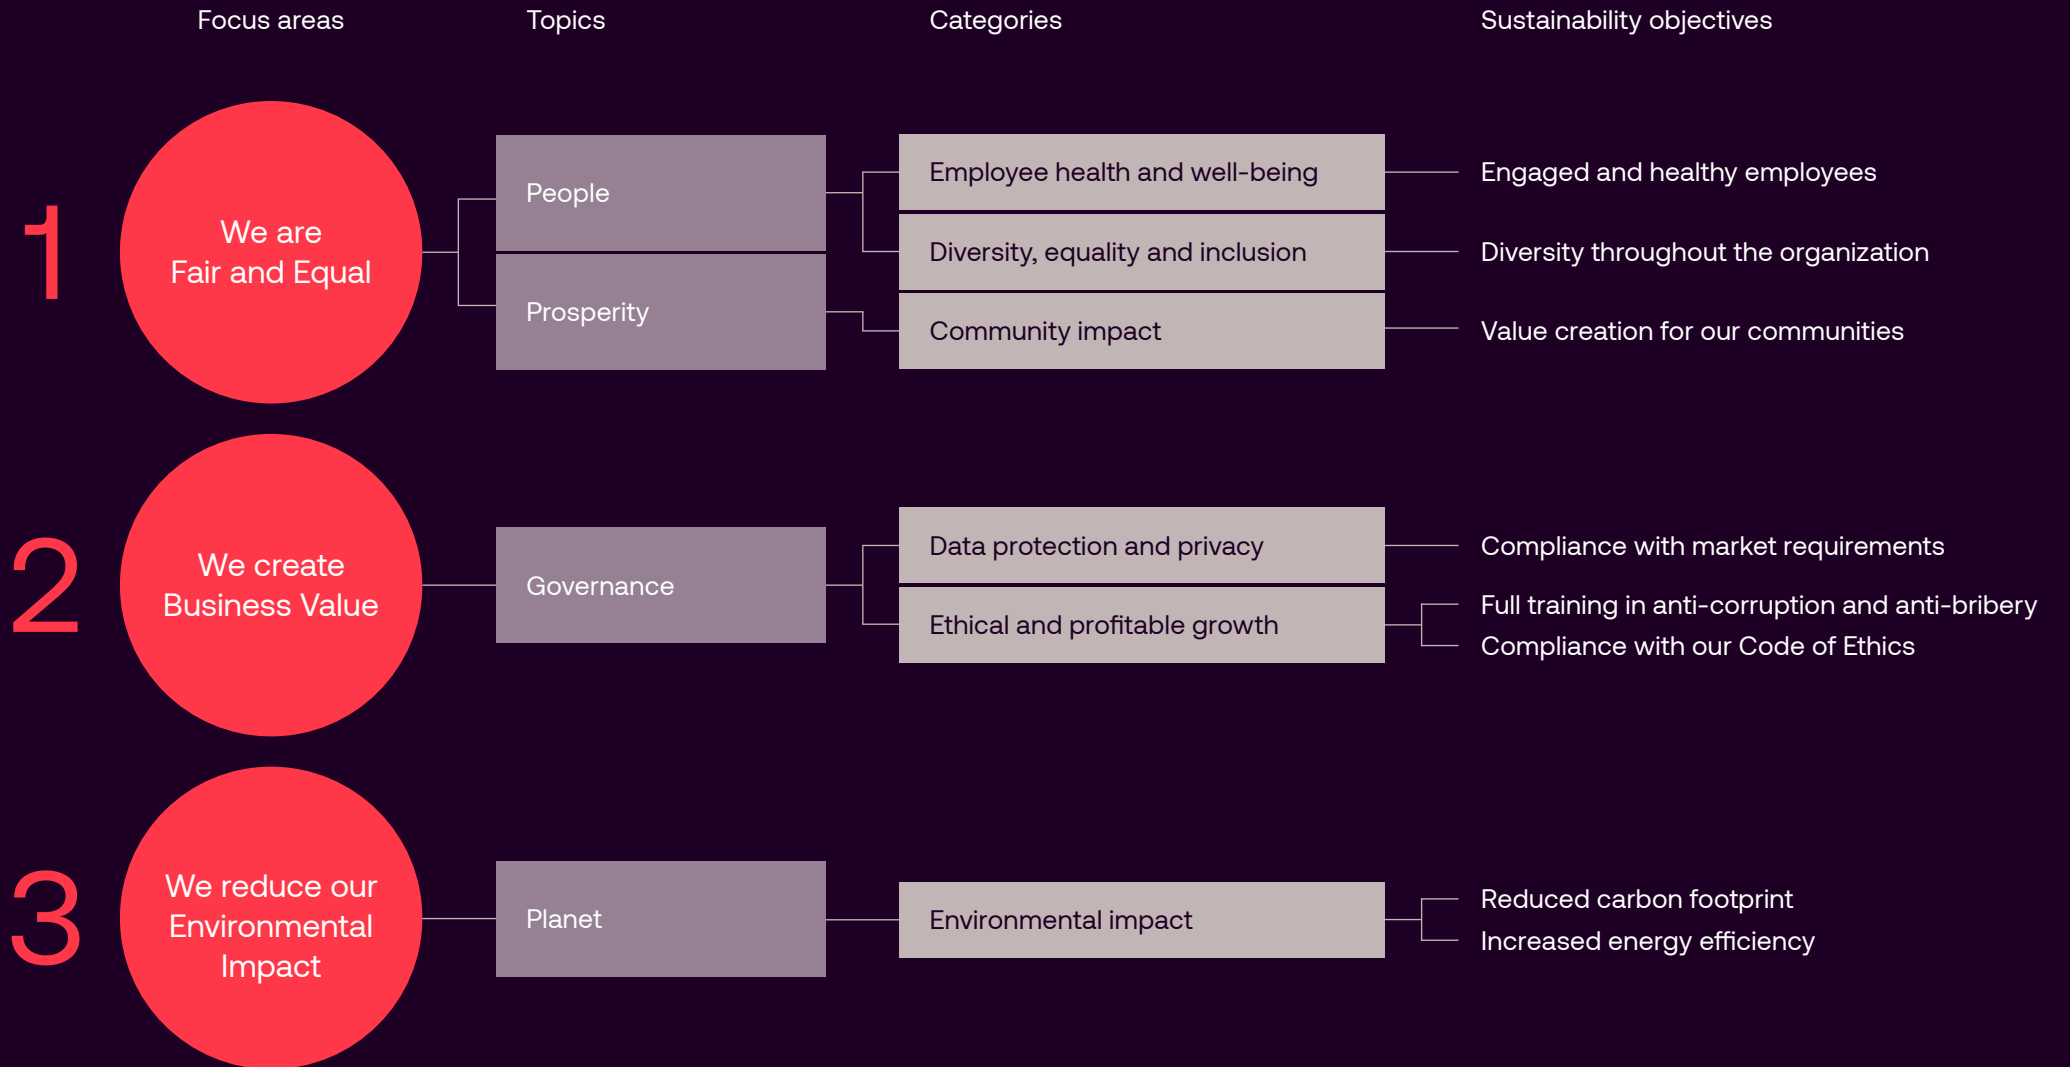 Focus areas
Topics
Categories
Sustainability objectives
1
We are
Fair and Equal
People
Prosperity
Employee health and well-being
Diversity, equality and inclusion
Community impact
Engaged and healthy employees
Diversity throughout the organization
Value creation for our communities
2
We create
Business Value
Governance
Data protection and privacy
Ethical and profitable growth
Compliance with market requirements
Full training in anti-corruption and anti-bribery
Compliance with our Code of Ethics
3
We reduce our
Environmental
Impact
Planet
Environmental impact
Reduced carbon footprint
Increased energy efficiency